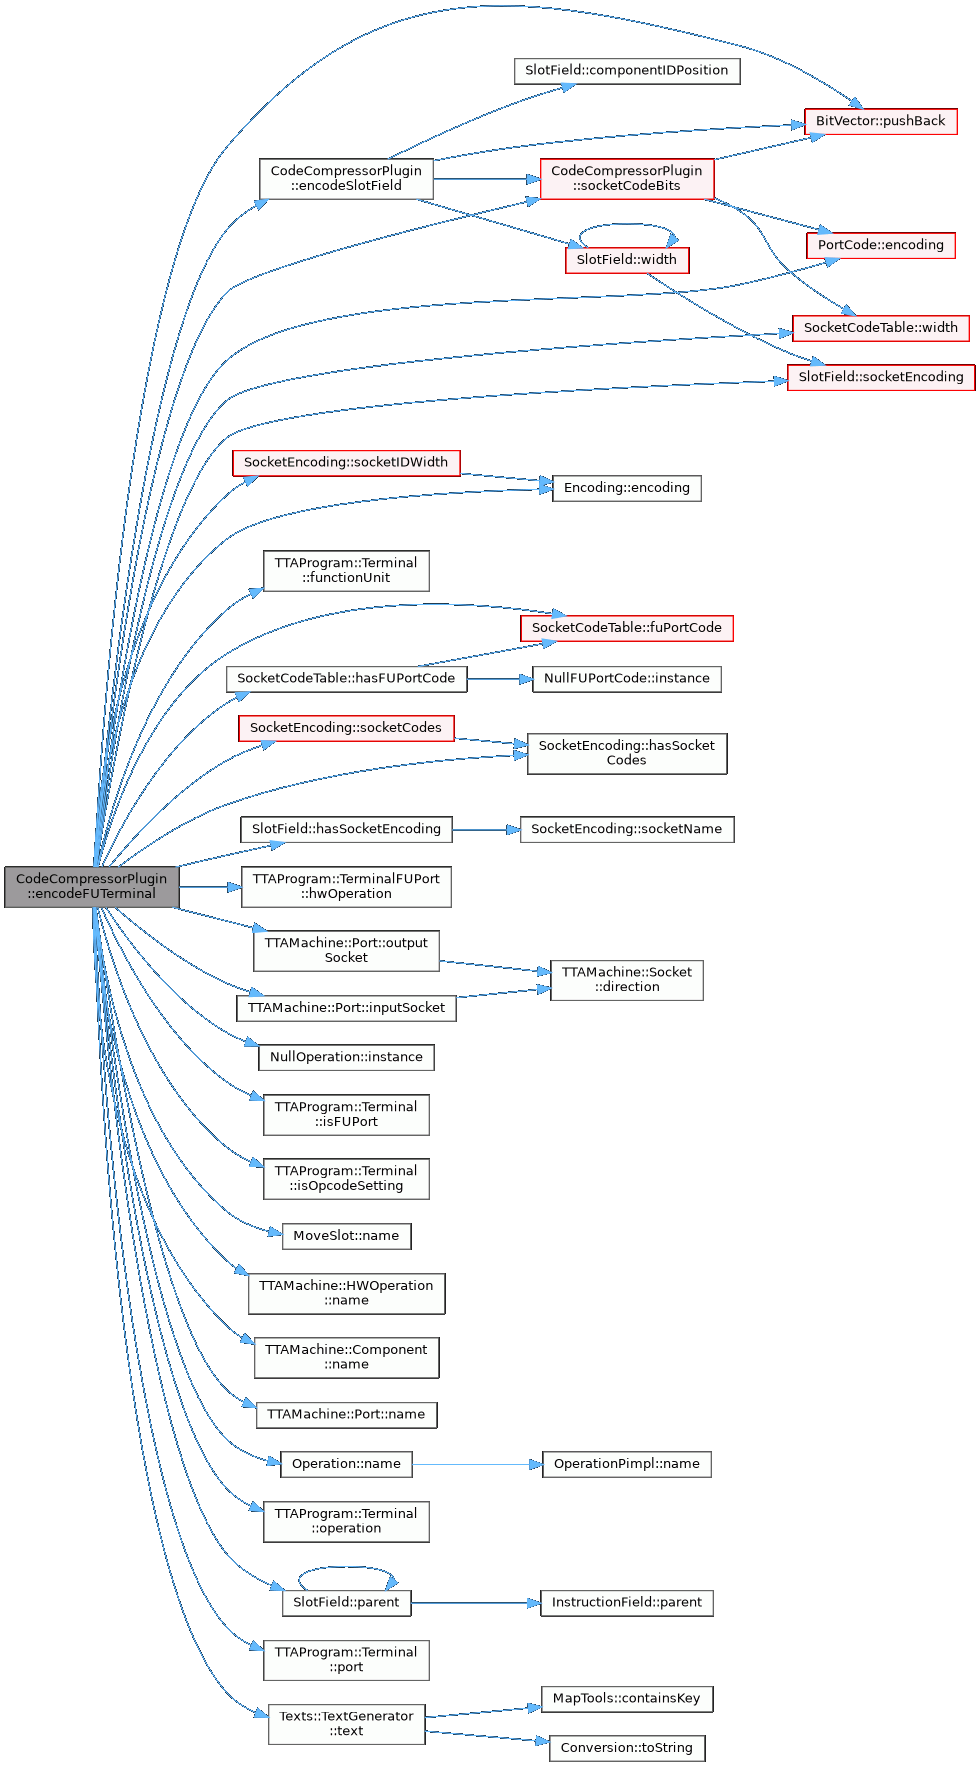 SlotField::componentIDPosition
BitVector::pushBack
CodeCompressorPlugin
::encodeSlotField
CodeCompressorPlugin
::socketCodeBits
PortCode::encoding
SlotField::width
SocketCodeTable::width
SlotField::socketEncoding
SocketEncoding::socketIDWidth
Encoding::encoding
TTAProgram::Terminal
::functionUnit
SocketCodeTable::fuPortCode
SocketCodeTable::hasFUPortCode
NullFUPortCode::instance
SocketEncoding::socketCodes
SocketEncoding::hasSocket
Codes
SlotField::hasSocketEncoding
SocketEncoding::socketName
CodeCompressorPlugin
::encodeFUTerminal
TTAProgram::TerminalFUPort
::hwOperation
TTAMachine::Port::output
Socket
TTAMachine::Socket
::direction
TTAMachine::Port::inputSocket
NullOperation::instance
TTAProgram::Terminal
::isFUPort
TTAProgram::Terminal
::isOpcodeSetting
MoveSlot::name
TTAMachine::HWOperation
::name
TTAMachine::Component
::name
TTAMachine::Port::name
Operation::name
OperationPimpl::name
TTAProgram::Terminal
::operation
SlotField::parent
InstructionField::parent
TTAProgram::Terminal
::port
Texts::TextGenerator
::text
MapTools::containsKey
Conversion::toString